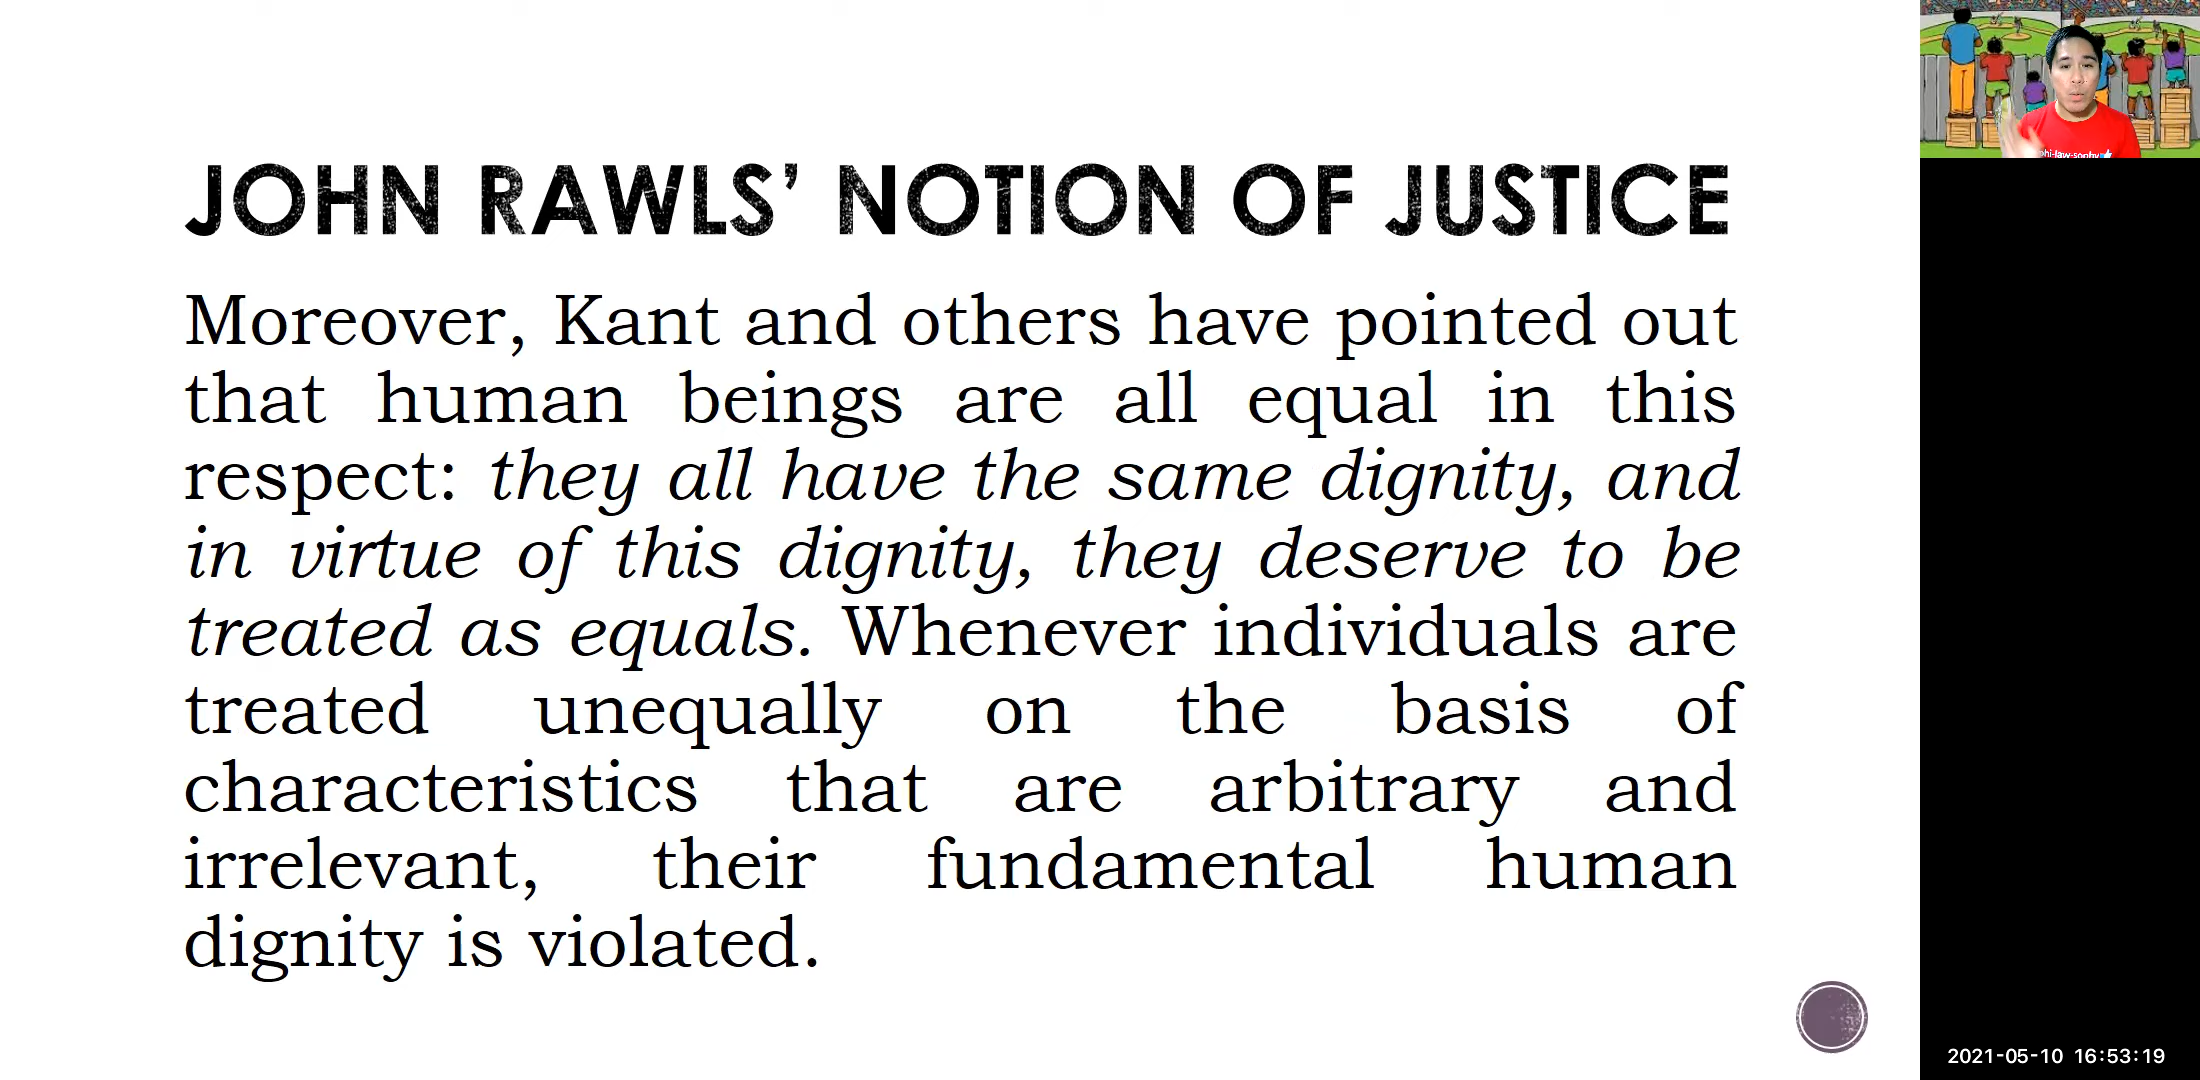 JOHN RAWLS’ NOTION OF JUSTICE
Moreover, Kant and others have pointed out
that human beings are all equal in this
respect: they all have the same dignity, and
in virtue of this dignity, they deserve to be
treated as equals. Whenever individuals are
treated unequally on the basis of
characteristics that are arbitrary and
irrelevant, their fundamental human
dignity is violated.
phi-law-sophy
2021-05-10 16:53:19